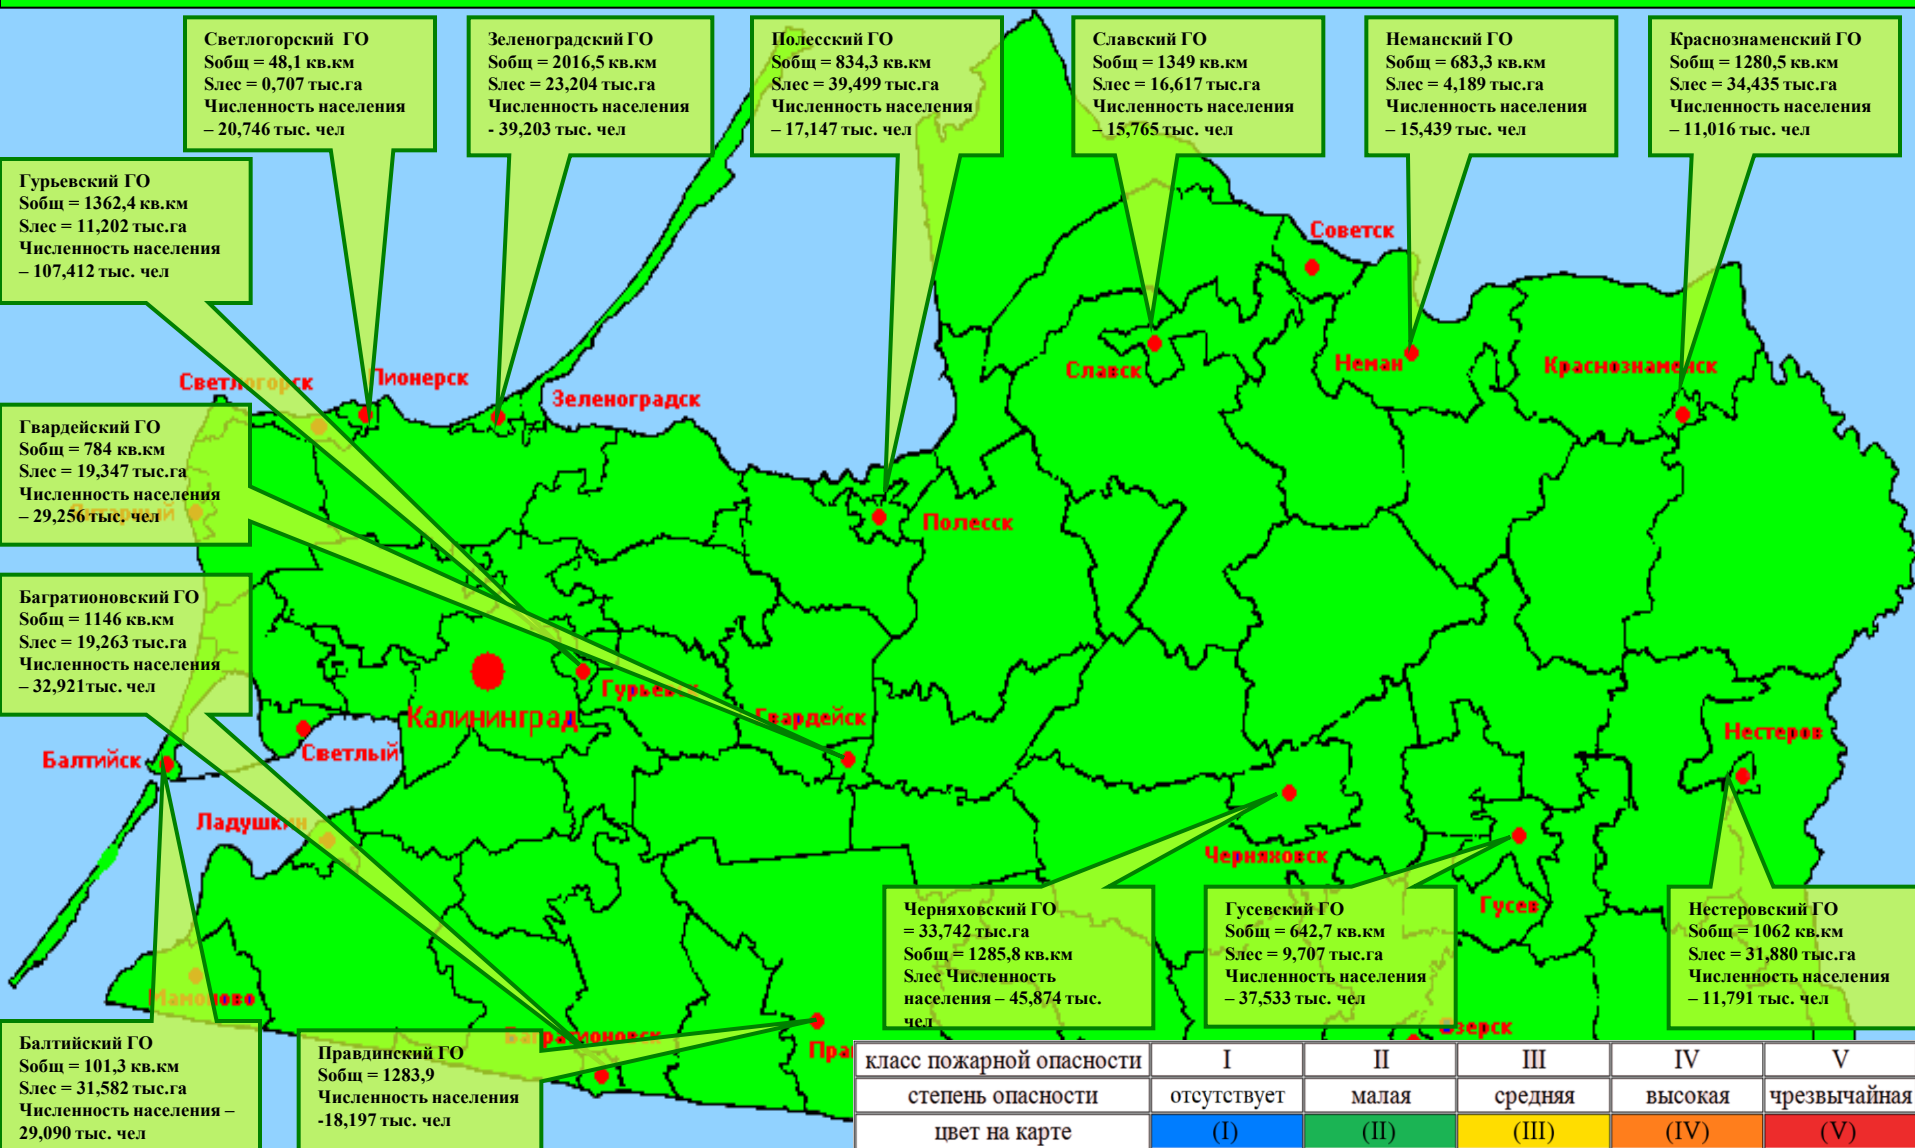 Светлогорский ГО
Sобщ = 48,1 кв.км
Sлес = 0,707 тыс.га
Численность населения
– 20,746 тыс. чел
Зеленоградский ГО
Sобщ = 2016,5 кв.км
Sлес = 23,204 тыс.га
Численность населения
- 39,203 тыс. чел
Полесский ГО
Sобщ = 834,3 кв.км
Sлес = 39,499 тыс.га
Численность населения
– 17,147 тыс. чел
Славский ГО
Sобщ = 1349 кв.км
Sлес = 16,617 тыс.га
Численность населения
– 15,765 тыс. чел
Неманский ГО
Sобщ = 683,3 кв.км
Sлес = 4,189 тыс.га
Численность населения
– 15,439 тыс. чел
Краснознаменский ГО
Sобщ = 1280,5 кв.км
Sлес = 34,435 тыс.га
Численность населения
– 11,016 тыс. чел
Гурьевский ГО
Sобщ = 1362,4 кв.км
Sлес = 11,202 тыс.га
Численность населения
– 107,412 тыс. чел
Советск
Славск
Неман
Краснознаменск
Светлогорск
Пионерск
Зеленоградск
Гвардейский ГО
Sобщ = 784 кв.км
Sлес = 19,347 тыс.га
Численность населения
– 29,256 тыс. чел
Янтарный
Полесск
Багратионовский ГО
Sобщ = 1146 кв.км
Sлес = 19,263 тыс.га
Численность населения
– 32,921тыс. чел
Гурьевск
Калининград
Гвардейск
Нестеров
Балтийск
Светлый
Ладушкин
Черняховск
Гусев
Черняховский ГО
= 33,742 тыс.га
Sобщ = 1285,8 кв.км
Sлес Численность
населения – 45,874 тыс.
чел
Гусевский ГО
Sобщ = 642,7 кв.км
Sлес = 9,707 тыс.га
Численность населения
– 37,533 тыс. чел
Нестеровский ГО
Sобщ = 1062 кв.км
Sлес = 31,880 тыс.га
Численность населения
– 11,791 тыс. чел
Мамоново
Багратионовск
Озерск
Пра
Балтийский ГО
Sобщ = 101,3 кв.км
Sлес = 31,582 тыс.га
Численность населения –
29,090 тыс. чел
Правдинский ГО
Sобщ = 1283,9
Численность населения
-18,197 тыс. чел
класс пожарной опасности I II III IV V
степень опасности отсутствует малая средняя высокая чрезвычайная
цвет на карте (I) (II) (III) (IV) (V)